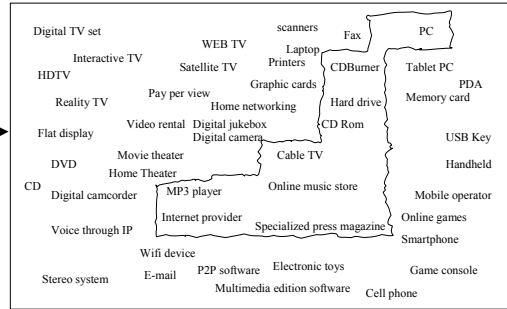 scanners
Digital TV set
Fax
PC
WEB TV
Laptop
Interactive TV
Printers
Satellite TV
CDBurner
Tablet PC
HDTV
Graphic cards
PDA
Pay per view
Memory card
Reality TV
Home networking
Hard drive
Video rental
Digital jukebox
CD Rom
Flat display
Digital camera
USB Key
Movie theater
Cable TV
DVD
Handheld
Home Theater
CD
MP3 player
Online music store
Digital camcorder
Mobile operator
Internet provider
Online games
Voice through IP
Specialized press magazine
Smartphone
Wifi device
Stereo system
E-mail
P2P software
Electronic toys
Game console
Multimedia edition software
Cell phone